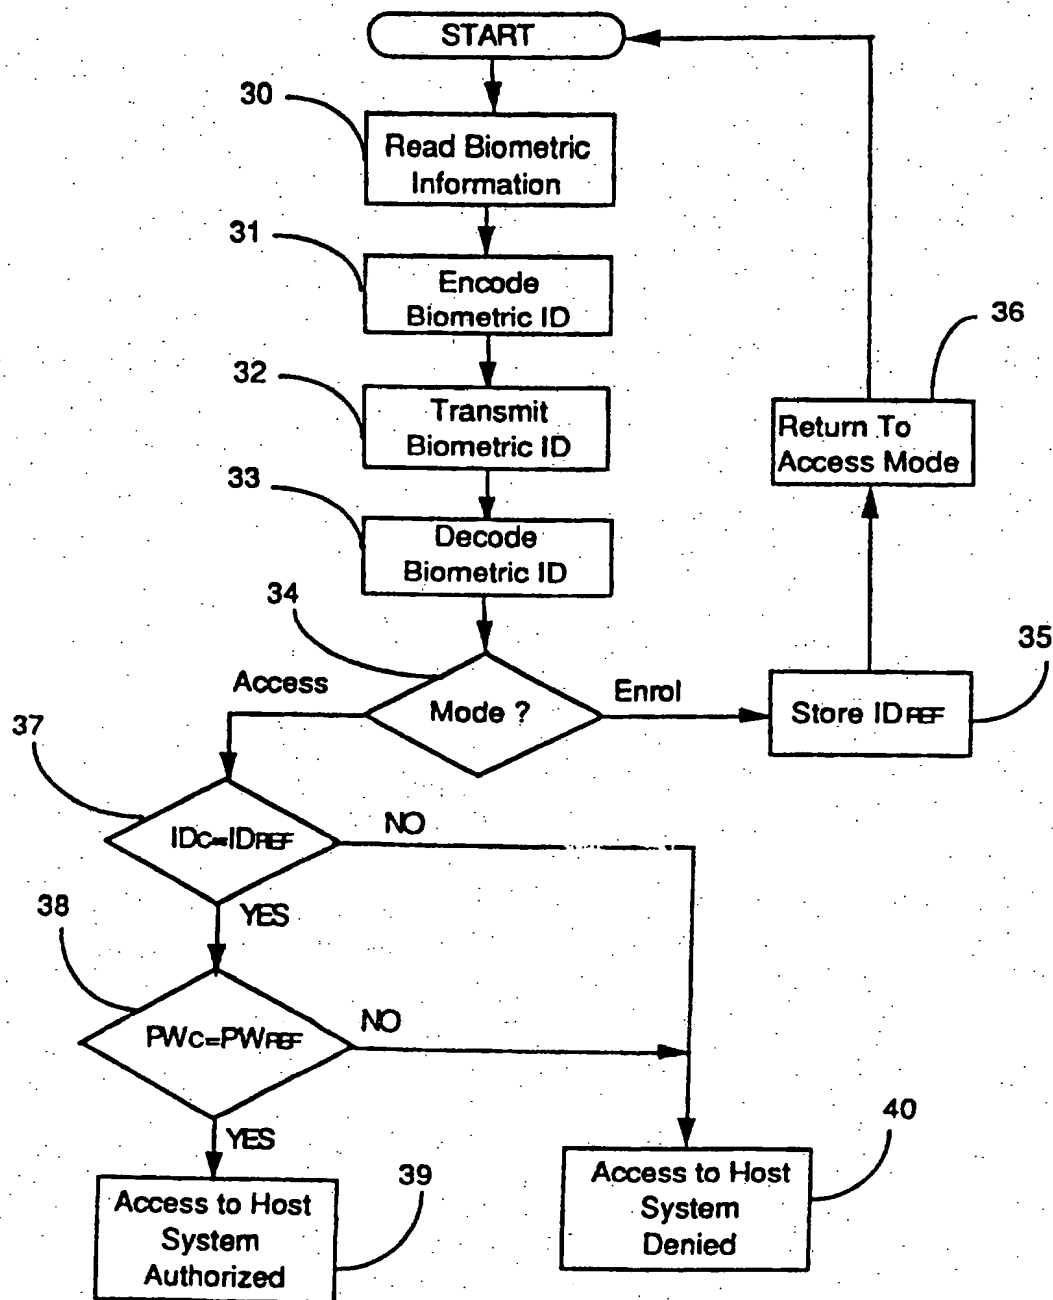 START
30
Read Biometric
Information
31
Encode
Biometric ID
32
Transmit
Biometric ID
33
Decode
Biometric ID
34
Mode ?
Access
Enrol
35
Store IDREF
36
Return To
Access Mode
37
IDC=IDREF
NO
YES
38
PWC=PWREF
NO
YES
39
Access to Host
System
Authorized
40
Access to Host
System
Denied